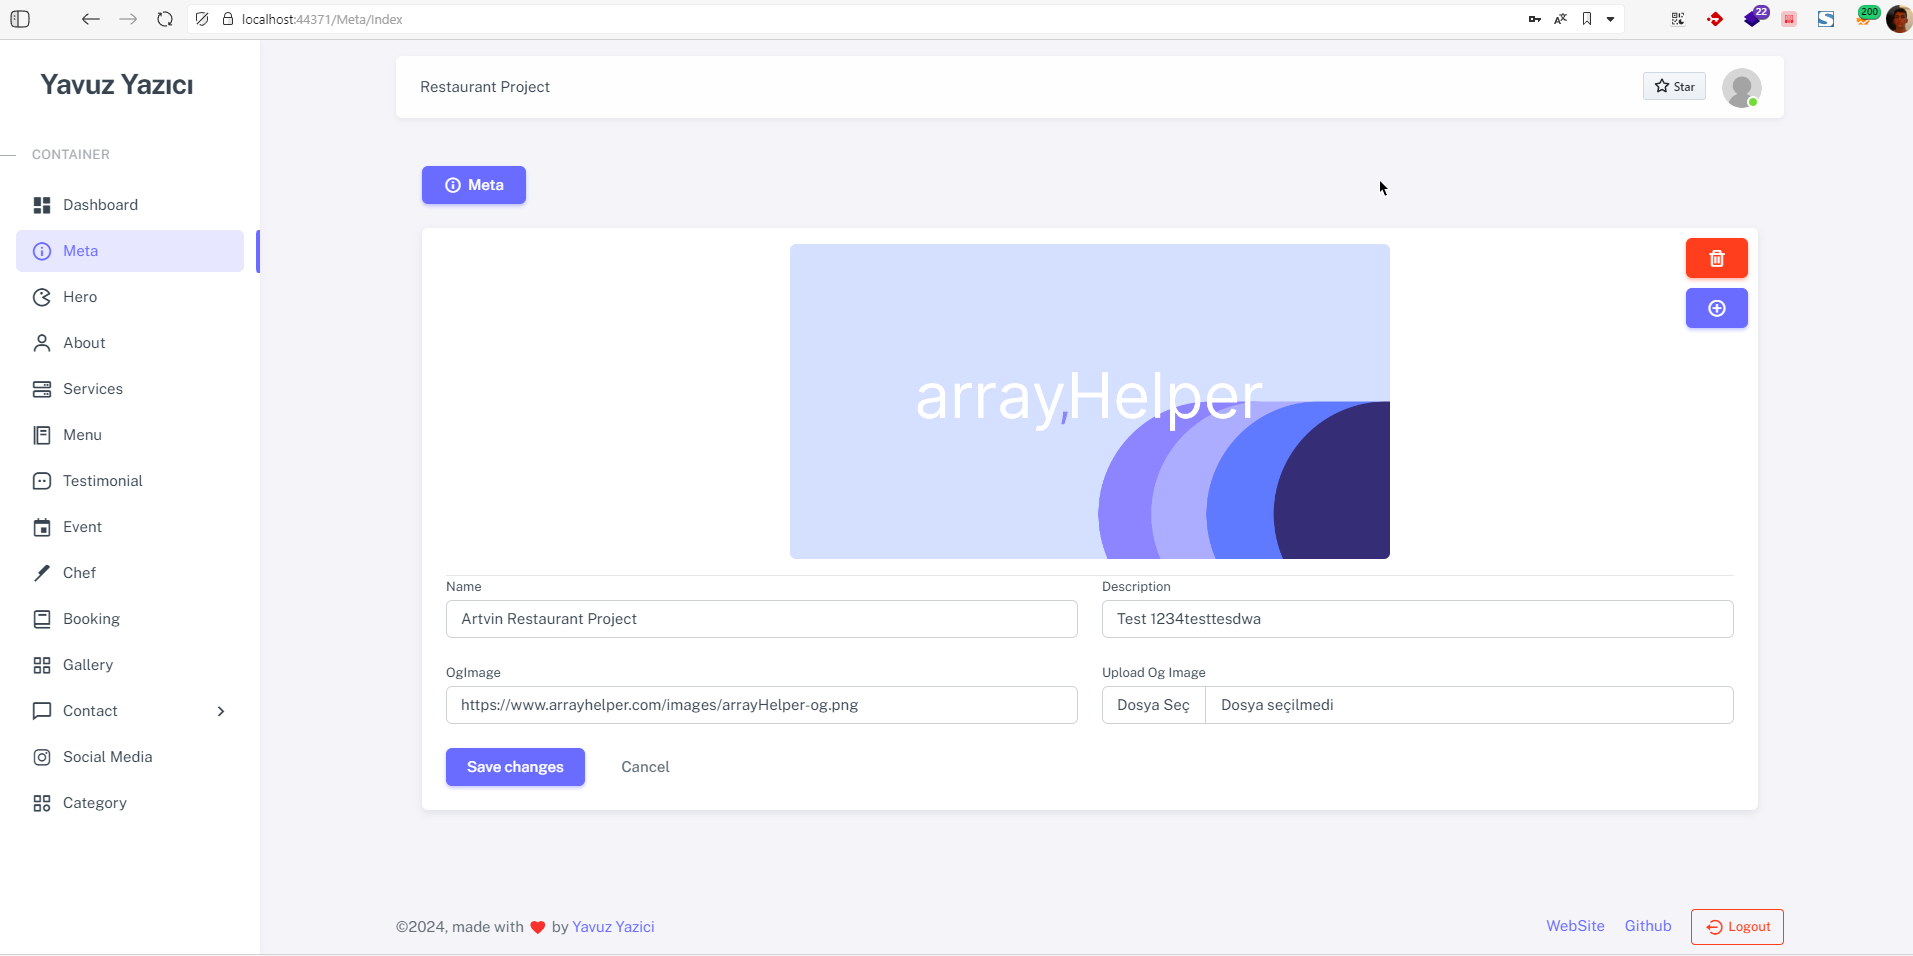 localhost:44371/Meta/Index
22
200
Yavuz Yazıcı
CONTAINER
Dashboard
Meta
Hero
About
Services
Menu
Testimonial
Event
Chef
Booking
Gallery
Contact
Social Media
Category
Restaurant Project
Star
Meta
arrayHelper
Name
Artvin Restaurant Project
Description
Test 1234testtesdwa
OgImage
https://www.arrayhelper.com/images/arrayHelper-og.png
Upload Og Image
Dosya Seç Dosya seçilmedi
Save changes Cancel
©2024, made with ❤️ by Yavuz Yazici
WebSite Github Logout